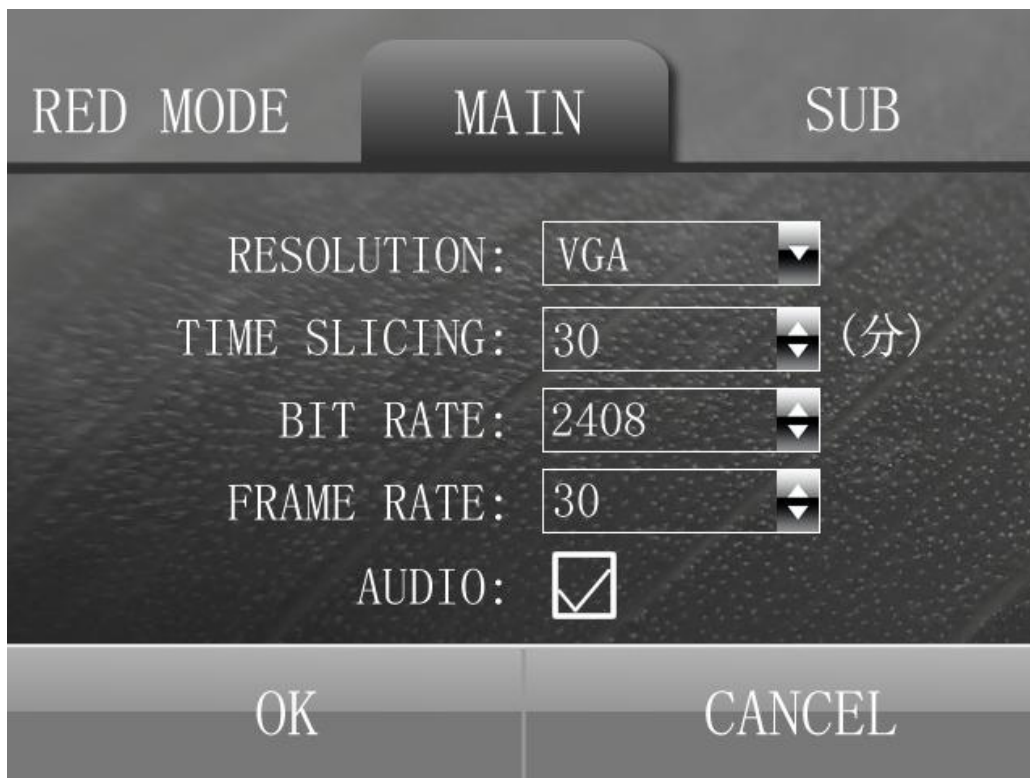 RED MODE MAIN SUB
RESOLUTION: VGA
TIME SLICING: 30 (分)
BIT RATE: 2408
FRAME RATE: 30
AUDIO:
OK CANCEL